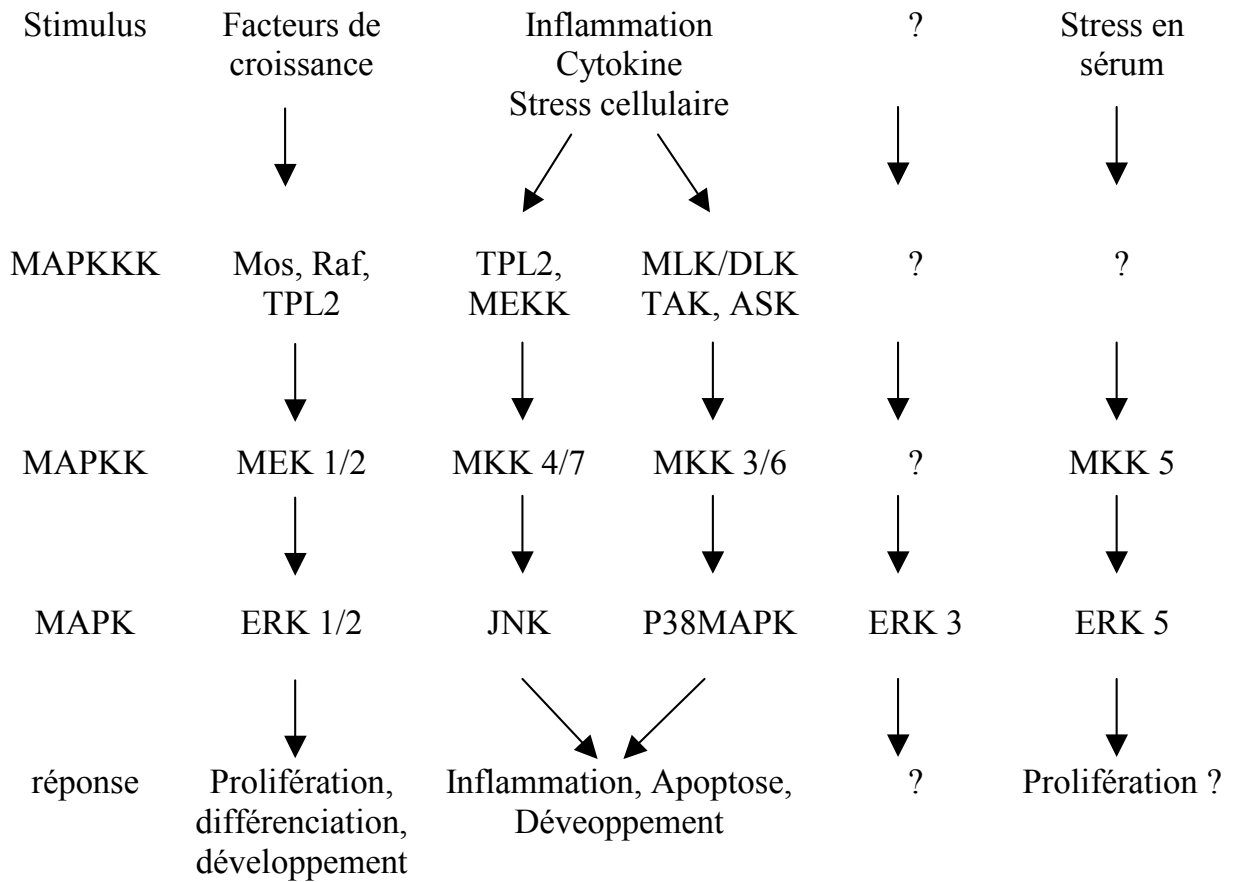 Stimulus Facteurs de Inflammation ? Stress en
croissance Cytokine sérum
Stress cellulaire
MAPKKK Mos, Raf, TPL2, MLK/DLK ? ?
TPL2 MEKK TAK, ASK
MAPKK MEK 1/2 MKK 4/7 MKK 3/6 ? MKK 5
MAPK ERK 1/2 JNK P38MAPK ERK 3 ERK 5
réponse Prolifération, Inflammation, Apoptose, ? Prolifération ?
différenciation, Déveoppement
développement